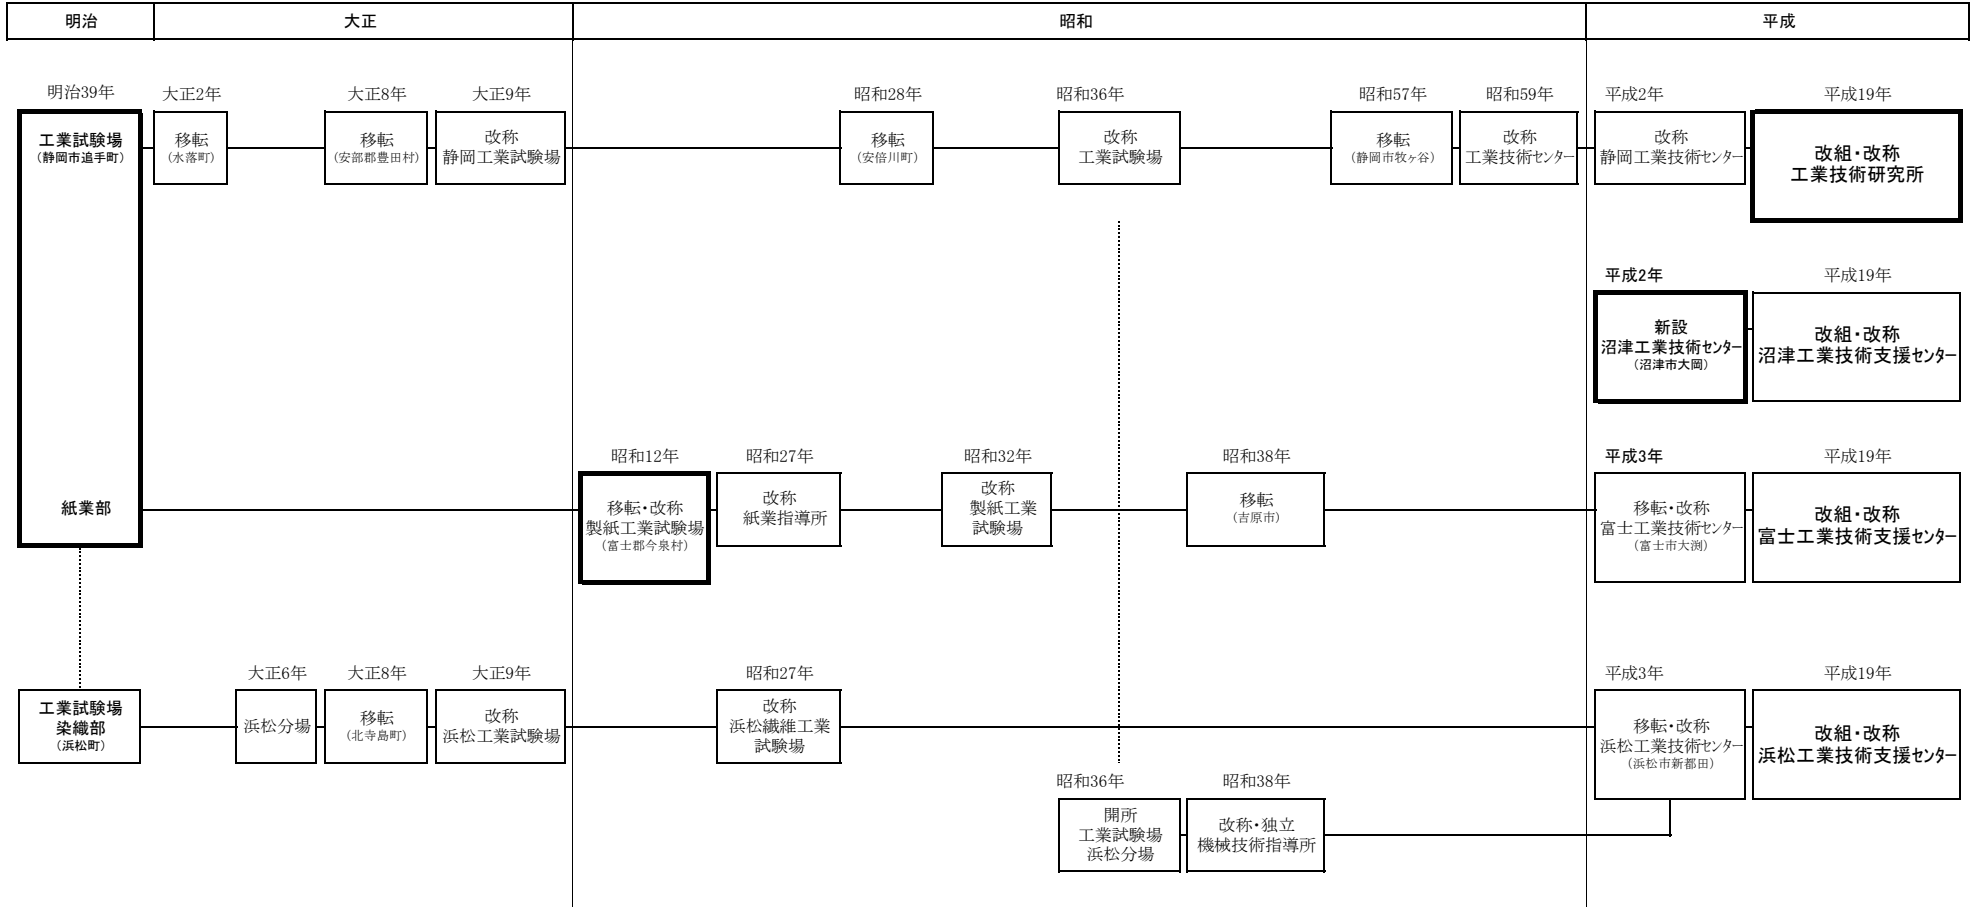 明治
大正
昭和
平成
明治39年
工業試験場
(静岡市追手町)
紙業部
大正2年
移転
(水落町)
大正8年
移転
(安部郡豊田村)
大正9年
改称
静岡工業試験場
昭和28年
移転
(安倍川町)
昭和36年
改称
工業試験場
昭和57年
移転
(静岡市牧ヶ谷)
昭和59年
改称
工業技術センター
平成2年
改称
静岡工業技術センター
平成19年
改組・改称
工業技術研究所
平成2年
新設
沼津工業技術センター
(沼津市大岡)
平成19年
改組・改称
沼津工業技術支援センター
昭和12年
移転・改称
製紙工業試験場
(富士郡今泉村)
昭和27年
改称
紙業指導所
昭和32年
改称
製紙工業
試験場
昭和38年
移転
(吉原市)
平成3年
移転・改称
富士工業技術センター
(富士市大渕)
平成19年
改組・改称
富士工業技術支援センター
工業試験場
染織部
(浜松町)
大正6年
浜松分場
大正8年
移転
(北寺島町)
大正9年
改称
浜松工業試験場
昭和27年
改称
浜松繊維工業
試験場
平成3年
移転・改称
浜松工業技術センター
(浜松市新都田)
平成19年
改組・改称
浜松工業技術支援センター
昭和36年
開所
工業試験場
浜松分場
昭和38年
改称・独立
機械技術指導所